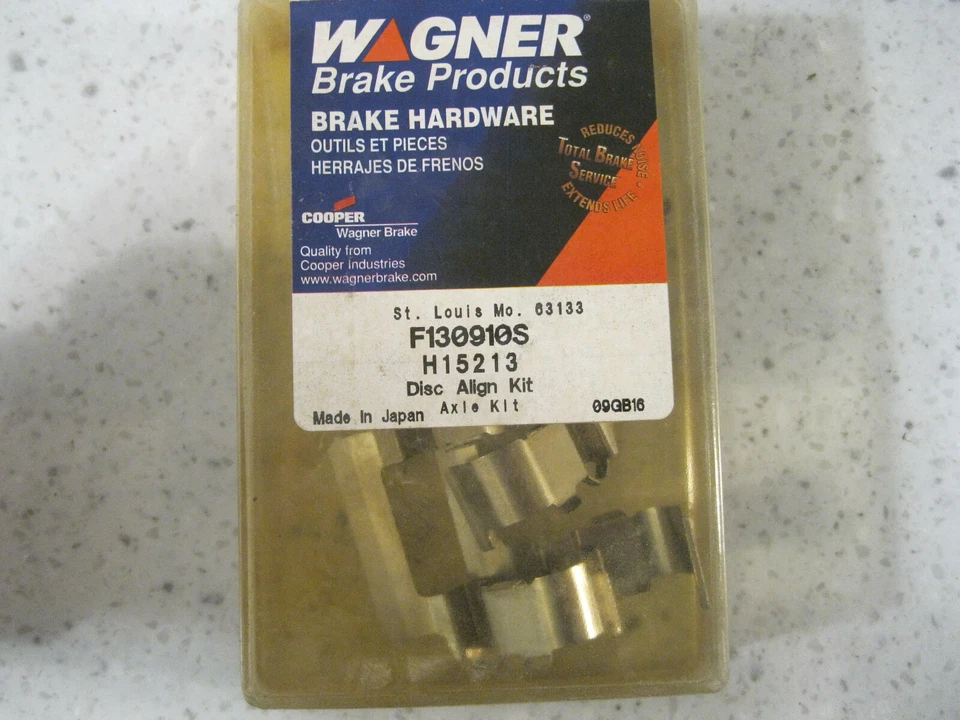 WAGNER®
Brake Products
BRAKE HARDWARE
OUTILS ET PIECES
HERRAJES DE FRENOS
REDUCES NOISE •
TOTAL BRAKE
SERVICE
EXTENDS LIFE •
COOPER
Wagner Brake
Quality from
Cooper Industries
www.wagnerbrake.com
St. Louis Mo. 63133
F130910S
H15213
Disc Align Kit
Made In Japan Axle Kit 09GB16